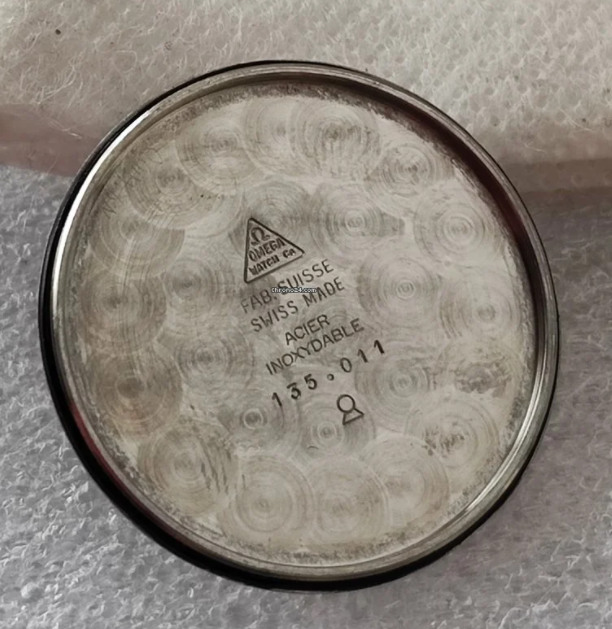 Ω
OMEGA
WATCH Co
FAB. SUISSE
SWISS MADE
ACIER
INOXYDABLE
135.011
Chrono24.com